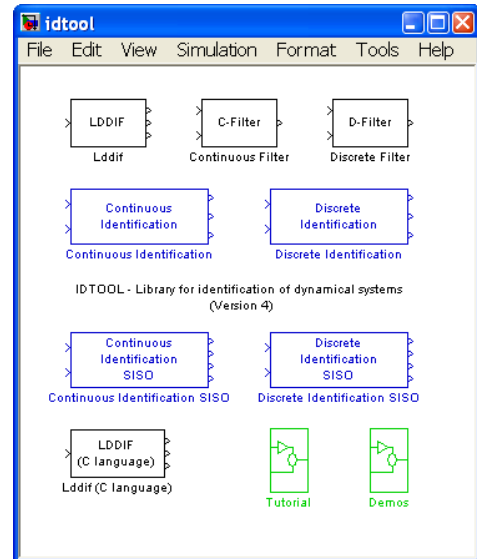 idtool
File Edit View Simulation Format Tools Help
LDDIF
Lddif
C-Filter
Continuous Filter
D-Filter
Discrete Filter
Continuous
Identification
Continuous Identification
Discrete
Identification
Discrete Identification
IDTOOL - Library for identification of dynamical systems
(Version 4)
Continuous
Identification
SISO
Continuous Identification SISO
Discrete
Identification
SISO
Discrete Identification SISO
LDDIF
(C language)
Lddif (C language)
Tutorial
Demos